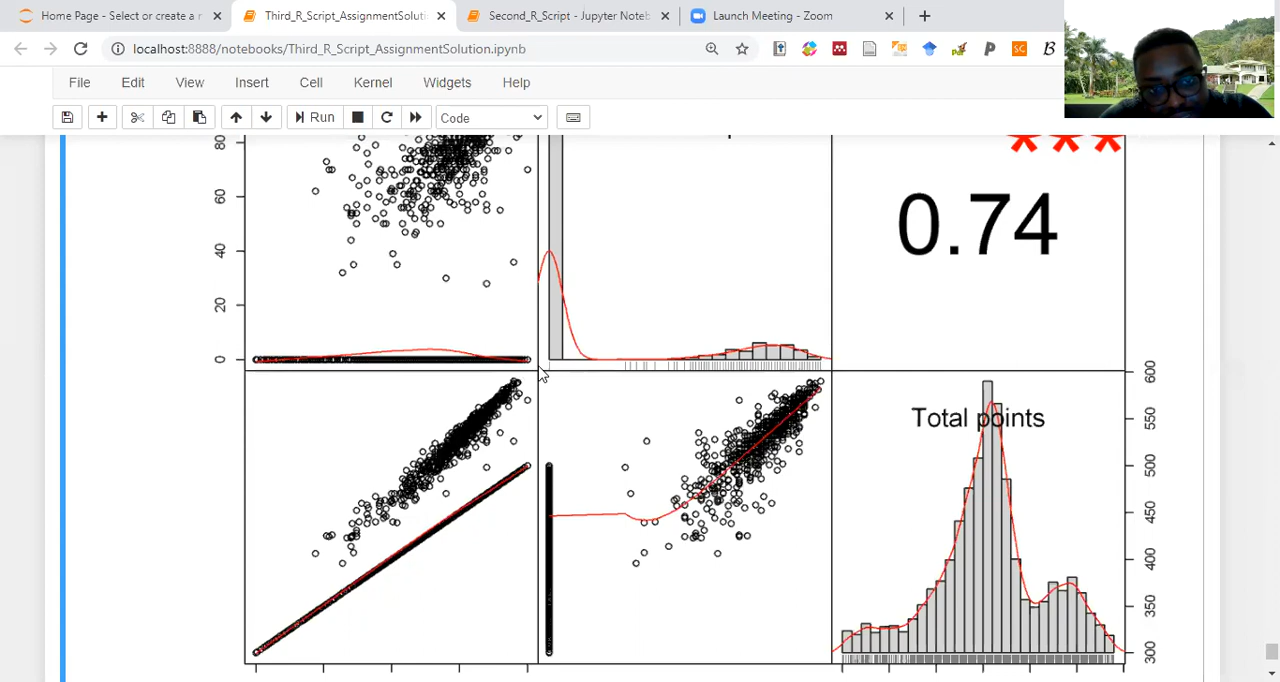 Home Page - Select or create a n
Third_R_Script_AssignmentSoluti
Second_R_Script - Jupyter Noteb
Launch Meeting - Zoom
localhost:8888/notebooks/Third_R_Script_AssignmentSolution.ipynb
SC
File Edit View Insert Cell Kernel Widgets Help
Run
Code
80
60
40
20
0
***
0.74
Total points
600
550
500
450
400
350
300